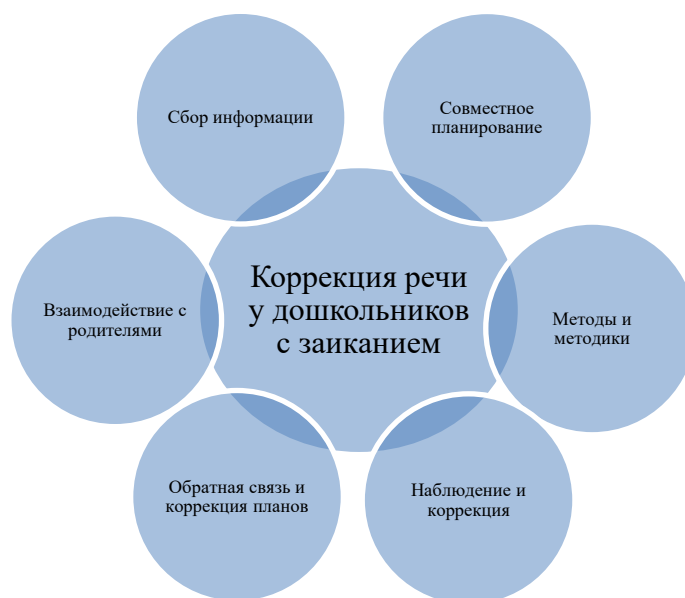 Сбор информации
Совместное
планирование
Коррекция речи
у дошкольников
с заиканием
Взаимодействие с
родителями
Методы и
методики
Обратная связь и
коррекция планов
Наблюдение и
коррекция